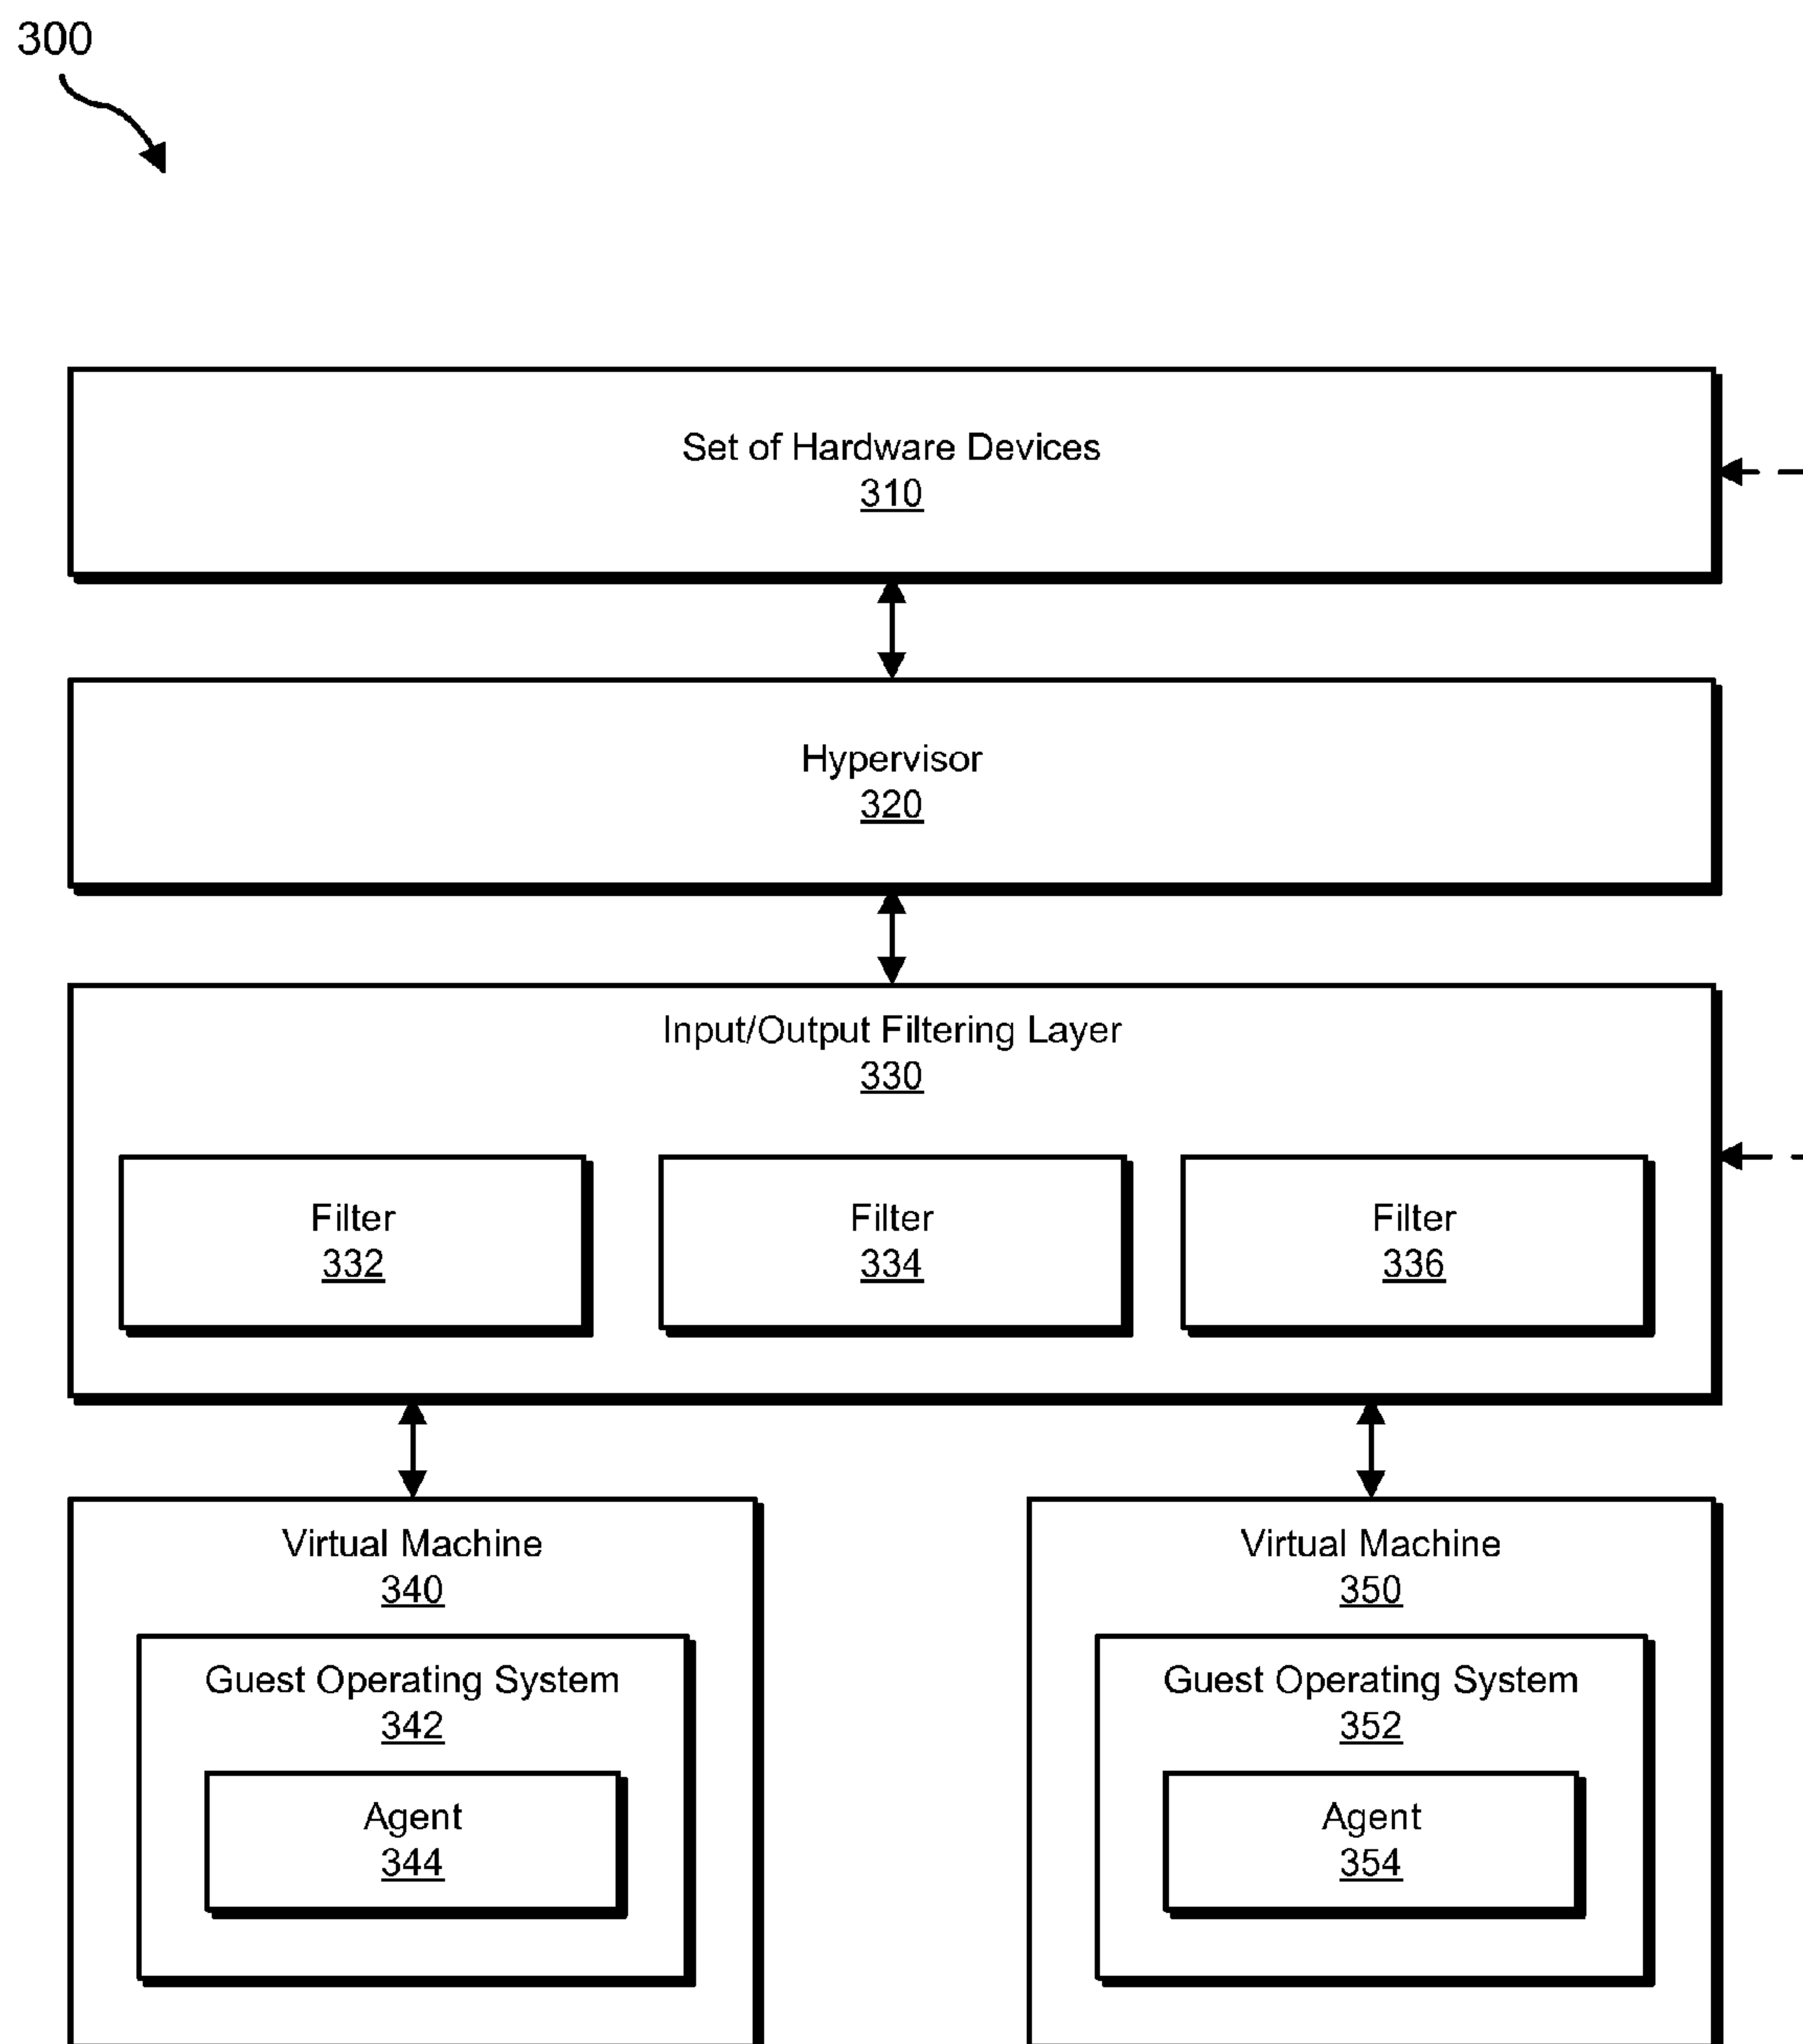 300
Set of Hardware Devices
310
Hypervisor
320
Input/Output Filtering Layer
330
Filter
332
Filter
334
Filter
336
Virtual Machine
340
Guest Operating System
342
Agent
344
Virtual Machine
350
Guest Operating System
352
Agent
354